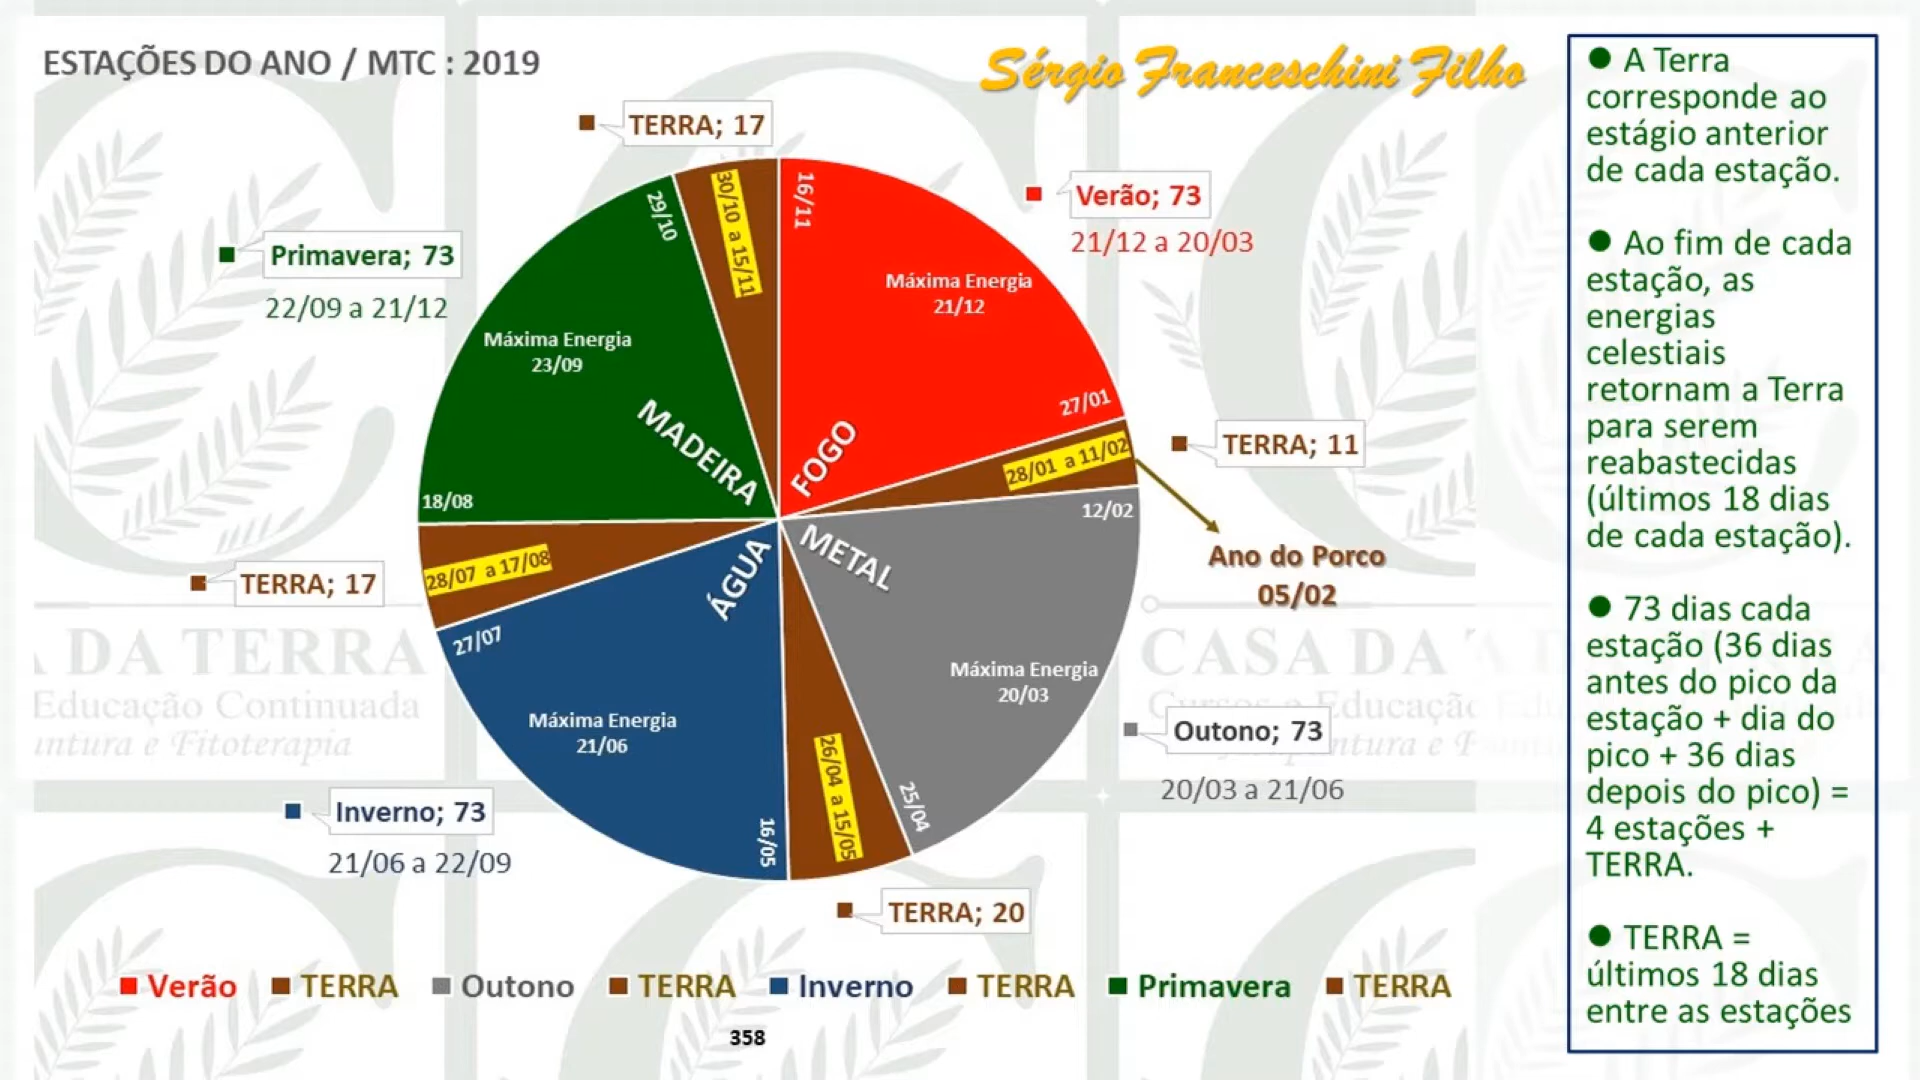 ESTAÇÕES DO ANO / MTC : 2019
Sérgio Franceschini Filho
TERRA; 17
Verão; 73
21/12 a 20/03
Primavera; 73
22/09 a 21/12
29/10
30/10 a 15/11
16/11
Máxima Energia
21/12
Máxima Energia
23/09
MADEIRA
FOGO
27/01
28/01 a 11/02
TERRA; 11
18/08
12/02
Ano do Porco
05/02
28/07 a 17/08
TERRA; 17
ÁGUA
METAL
27/07
Máxima Energia
20/03
Máxima Energia
21/06
Outono; 73
20/03 a 21/06
26/04 a 15/05
25/04
16/05
Inverno; 73
21/06 a 22/09
TERRA; 20
Verão TERRA Outono TERRA Inverno TERRA Primavera TERRA
358
● A Terra
corresponde ao
estágio anterior
de cada estação.
● Ao fim de cada
estação, as
energias
celestiais
retornam a Terra
para serem
reabastecidas
(últimos 18 dias
de cada estação).
● 73 dias cada
estação (36 dias
antes do pico da
estação + dia do
pico + 36 dias
depois do pico) =
4 estações +
TERRA.
● TERRA =
últimos 18 dias
entre as estações
DA TERRA
Educação Continuada
e Fitoterapia
CASA DA